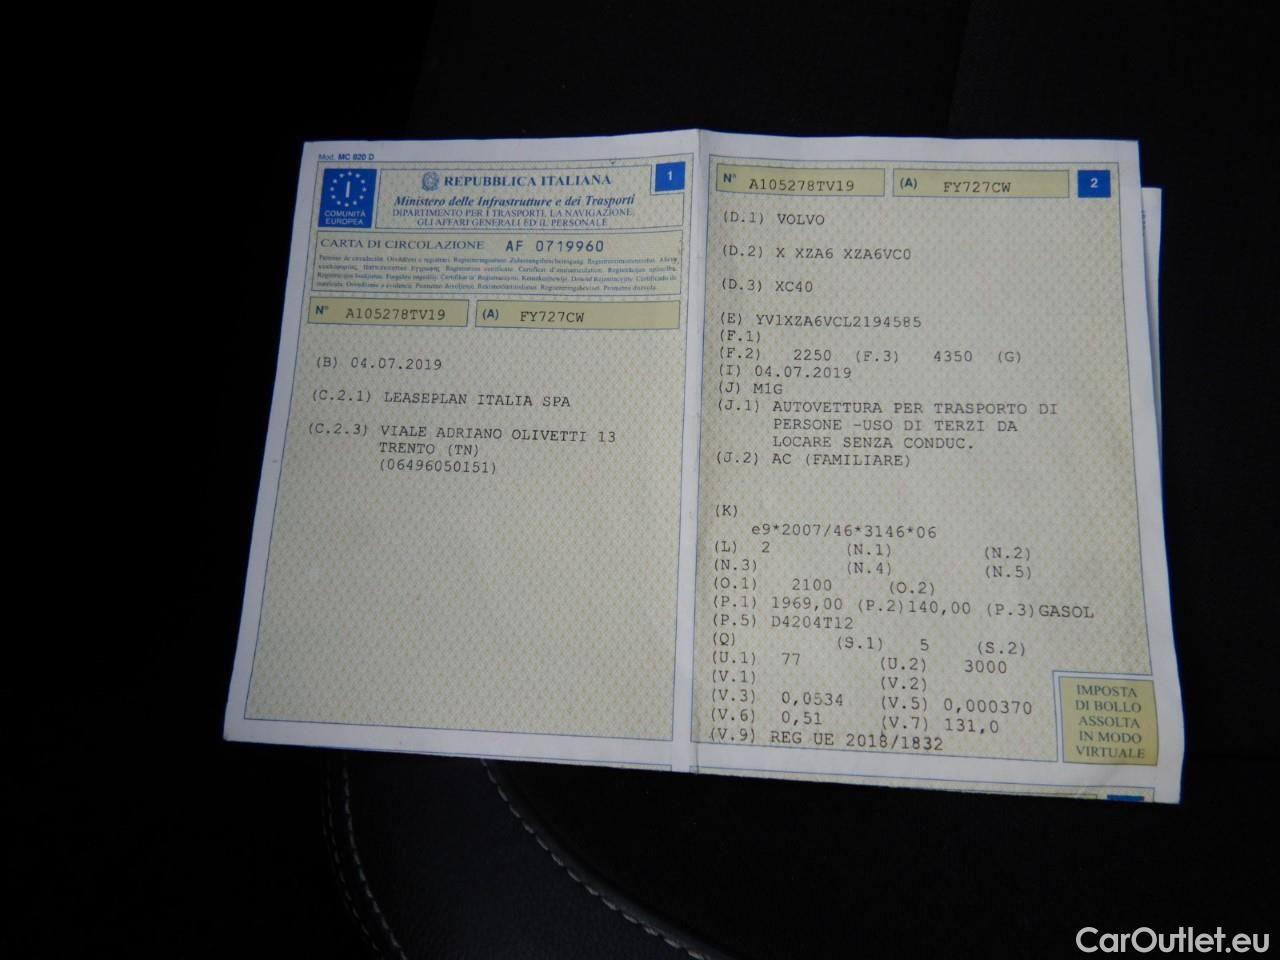 Mod. MC 820 D
I
COMUNITÀ
EUROPEA
REPUBBLICA ITALIANA
1
Ministero delle Infrastrutture e dei Trasporti
DIPARTIMENTO PER I TRASPORTI, LA NAVIGAZIONE,
GLI AFFARI GENERALI ED IL PERSONALE
CARTA DI CIRCOLAZIONE AF 0719960
N° A105278TV19 (A) FY727CW
(B) 04.07.2019
(C.2.1) LEASEPLAN ITALIA SPA
(C.2.3) VIALE ADRIANO OLIVETTI 13
TRENTO (TN)
(06496050151)
N° A105278TV19 (A) FY727CW 2
(D.1) VOLVO
(D.2) X XZA6 XZA6VC0
(D.3) XC40
(E) YV1XZA6VCL2194585
(F.1)
(F.2) 2250 (F.3) 4350 (G)
(I) 04.07.2019
(J) M1G
(J.1) AUTOVETTURA PER TRASPORTO DI
PERSONE -USO DI TERZI DA
LOCARE SENZA CONDUC.
(J.2) AC (FAMILIARE)
(K)
e9*2007/46*3146*06
(L) 2 (N.1) (N.2)
(N.3) (N.4) (N.5)
(O.1) 2100 (O.2)
(P.1) 1969,00 (P.2)140,00 (P.3)GASOL
(P.5) D4204T12
(Q) (S.1) 5 (S.2)
(U.1) 77 (U.2) 3000
(V.1) (V.2)
(V.3) 0,0534 (V.5) 0,000370
(V.6) 0,51 (V.7) 131,0
(V.9) REG UE 2018/1832
IMPOSTA
DI BOLLO
ASSOLTA
IN MODO
VIRTUALE
CarOutlet.eu